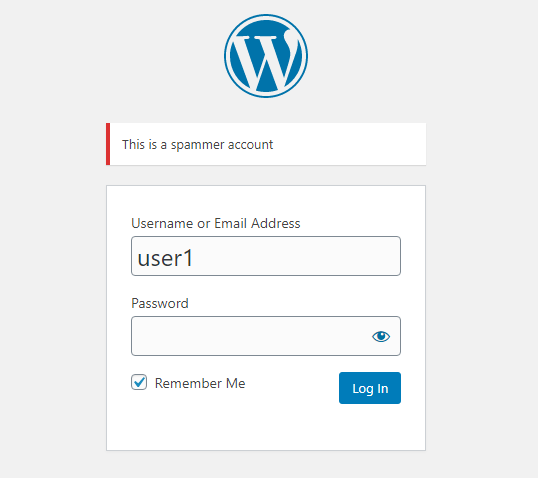 This is a spammer account
Username or Email Address
user1
Password
Remember Me
Log In